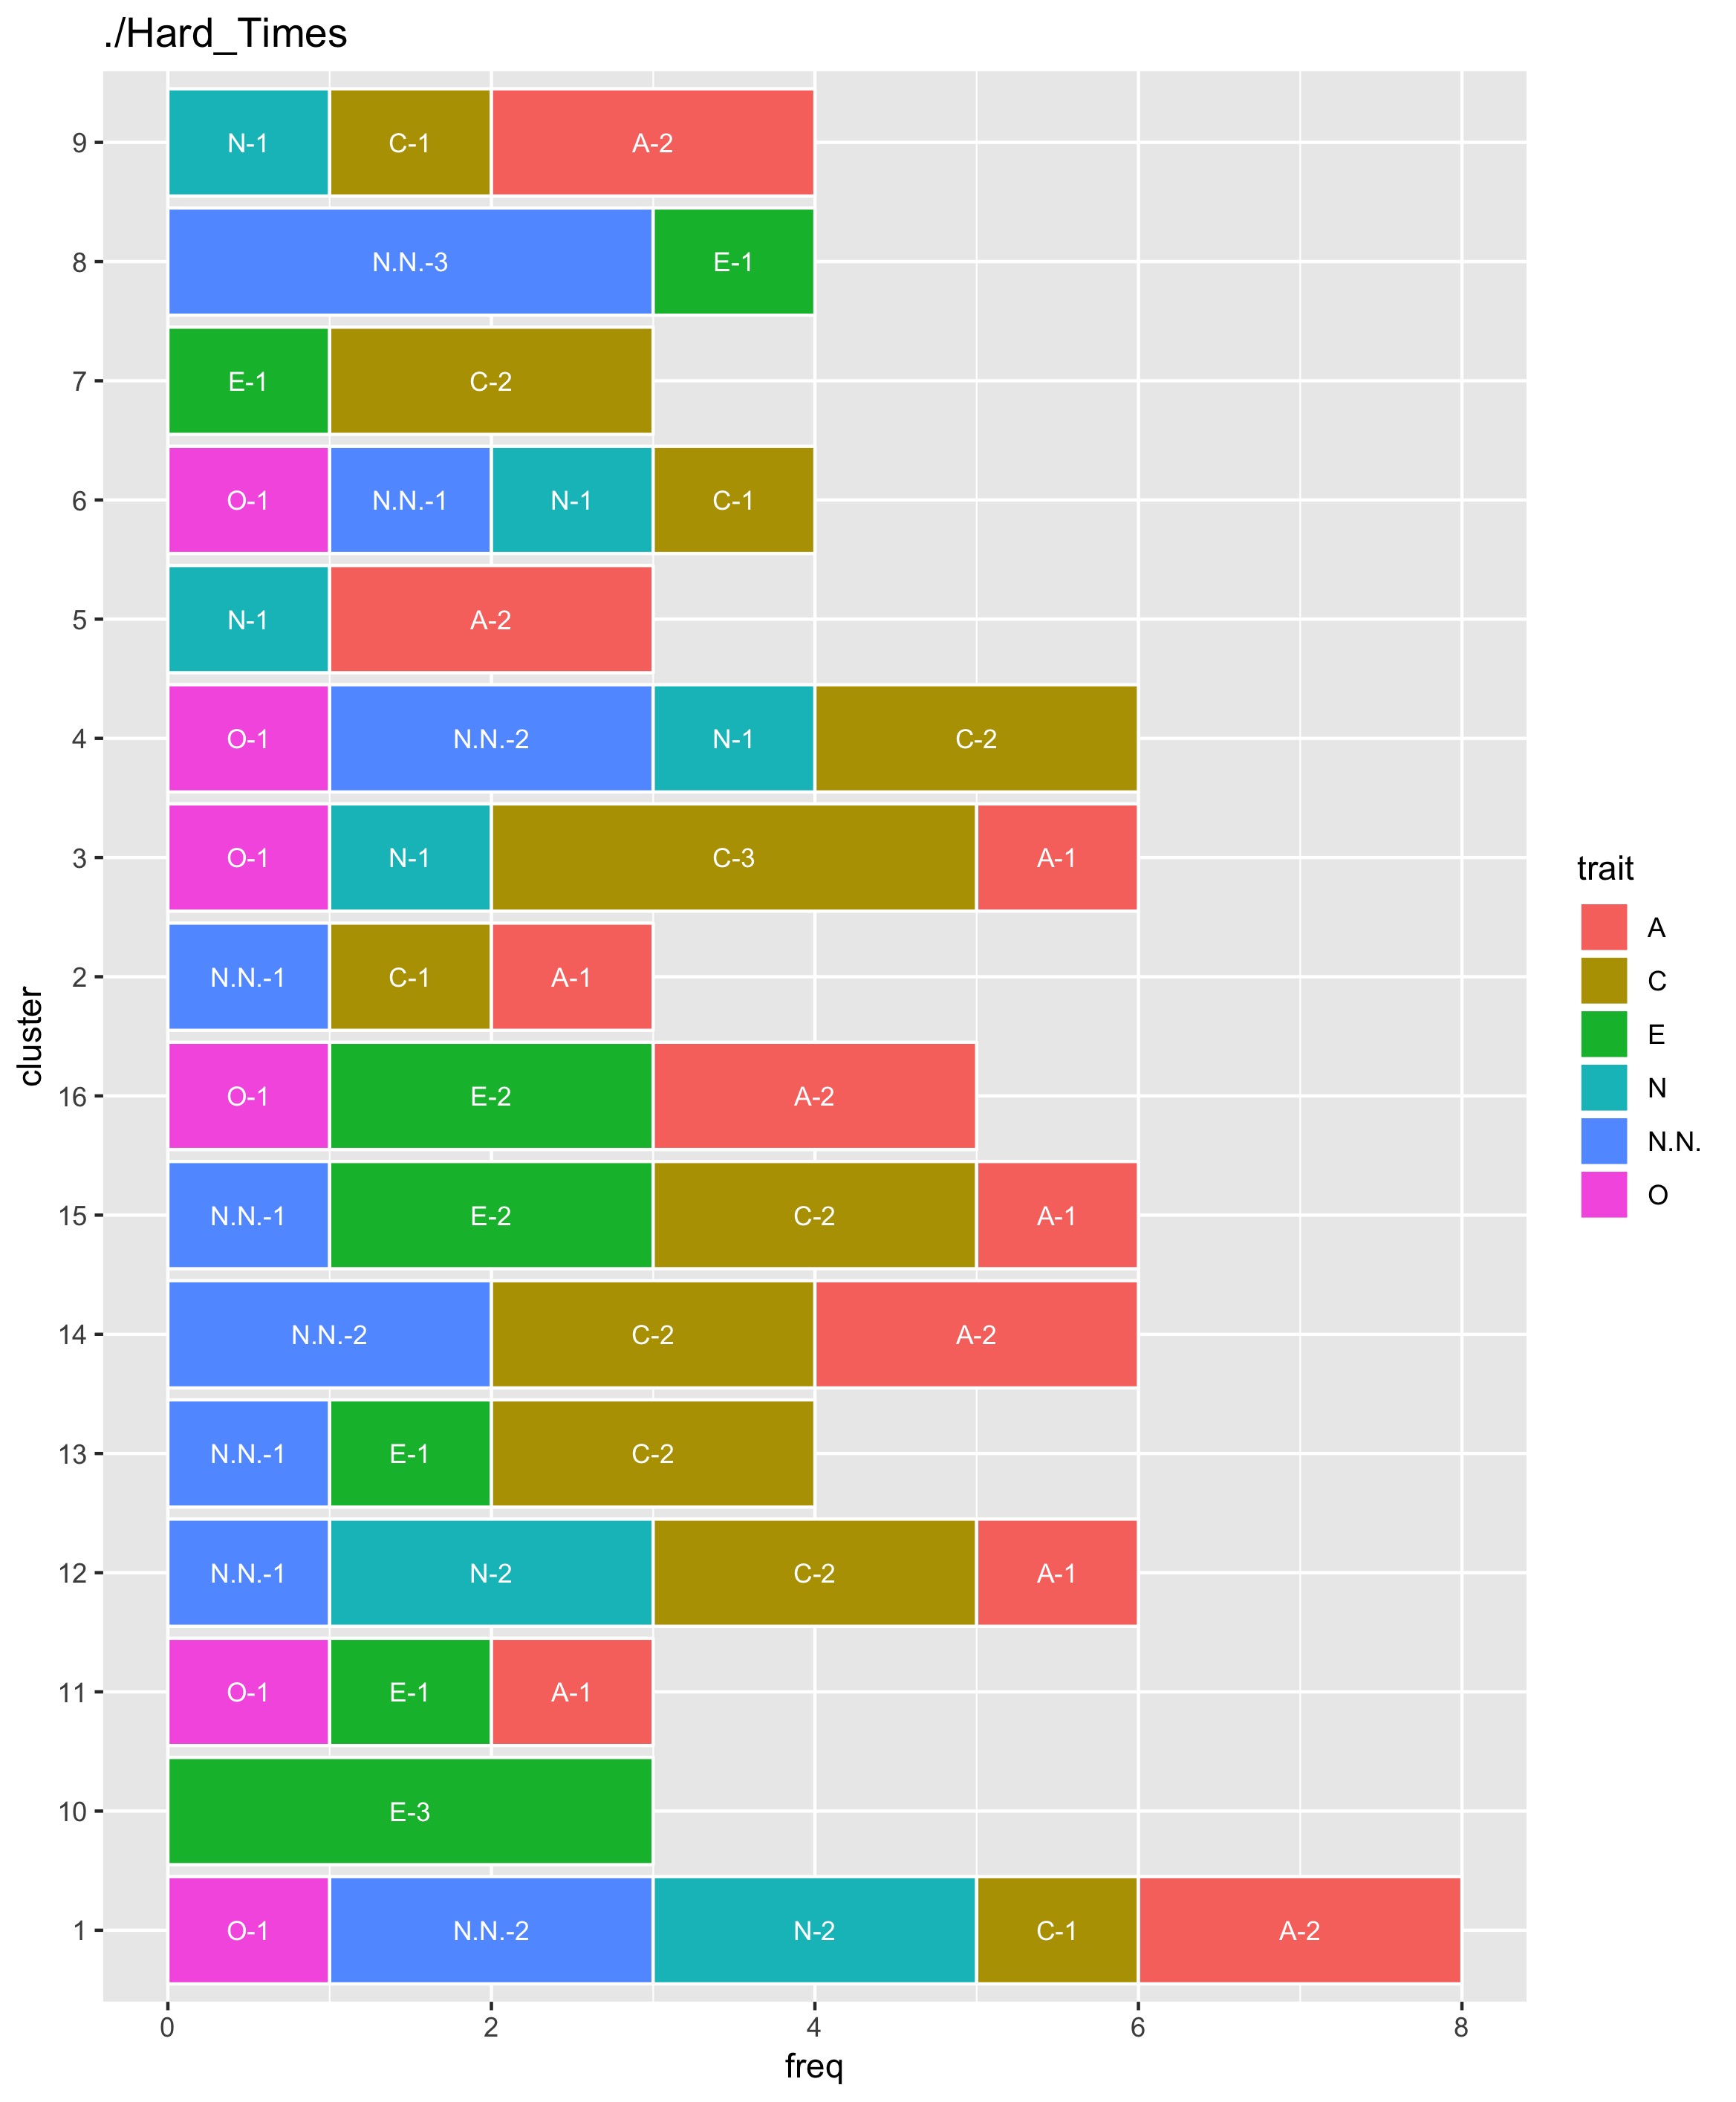 ./Hard_Times
9 N-1 C-1 A-2
8 N.N.-3 E-1
7 E-1 C-2
6 O-1 N.N.-1 N-1 C-1
5 N-1 A-2
4 O-1 N.N.-2 N-1 C-2
3 O-1 N-1 C-3 A-1
2 N.N.-1 C-1 A-1
16 O-1 E-2 A-2
15 N.N.-1 E-2 C-2 A-1
14 N.N.-2 C-2 A-2
13 N.N.-1 E-1 C-2
12 N.N.-1 N-2 C-2 A-1
11 O-1 E-1 A-1
10 E-3
1 O-1 N.N.-2 N-2 C-1 A-2
0 2 4 6 8
freq
cluster
trait
A
C
E
N
N.N.
O